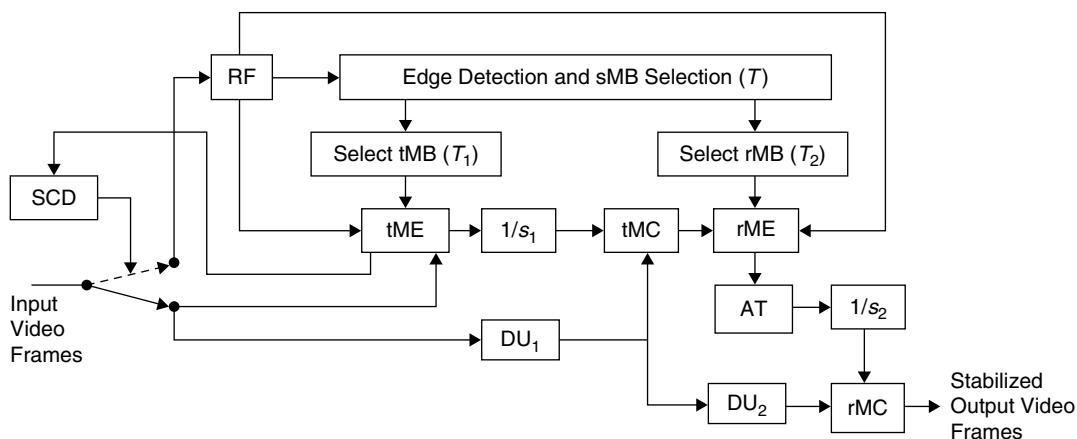 RF
Edge Detection and sMB Selection (T)
Select tMB (T₁)
Select rMB (T₂)
SCD
tME
1/s₁
tMC
rME
Input
Video
Frames
AT
1/s₂
DU₁
DU₂
rMC
Stabilized
Output Video
Frames